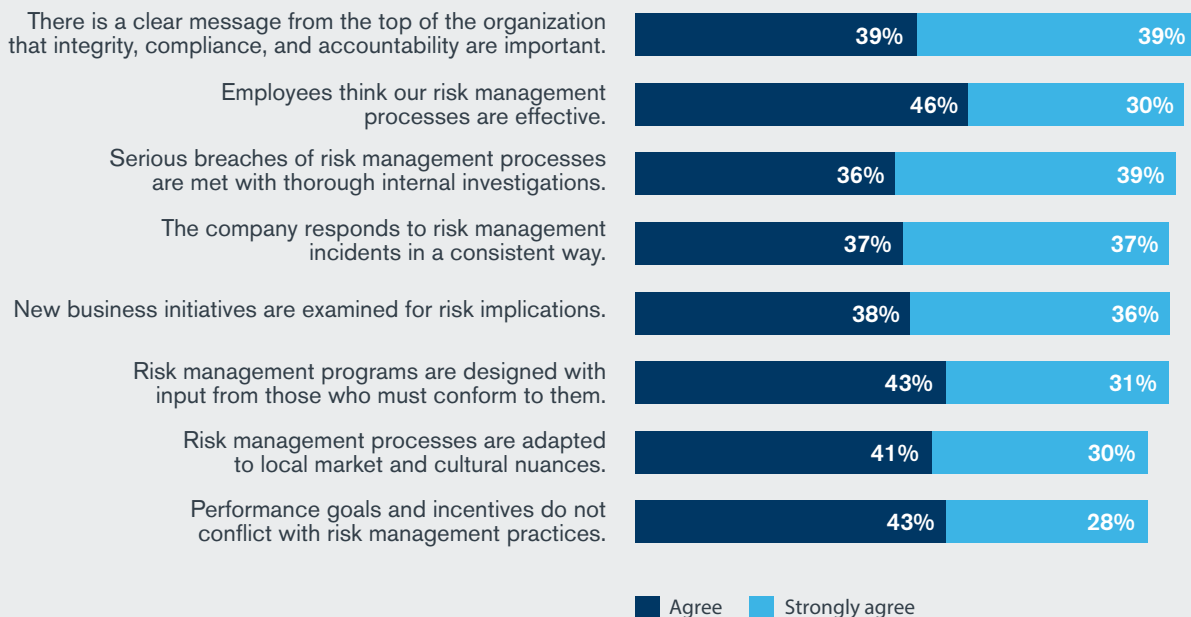 There is a clear message from the top of the organization
that integrity, compliance, and accountability are important.
39% 39%
Employees think our risk management
processes are effective.
46% 30%
Serious breaches of risk management processes
are met with thorough internal investigations.
36% 39%
The company responds to risk management
incidents in a consistent way.
37% 37%
New business initiatives are examined for risk implications.
38% 36%
Risk management programs are designed with
input from those who must conform to them.
43% 31%
Risk management processes are adapted
to local market and cultural nuances.
41% 30%
Performance goals and incentives do not
conflict with risk management practices.
43% 28%
Agree Strongly agree